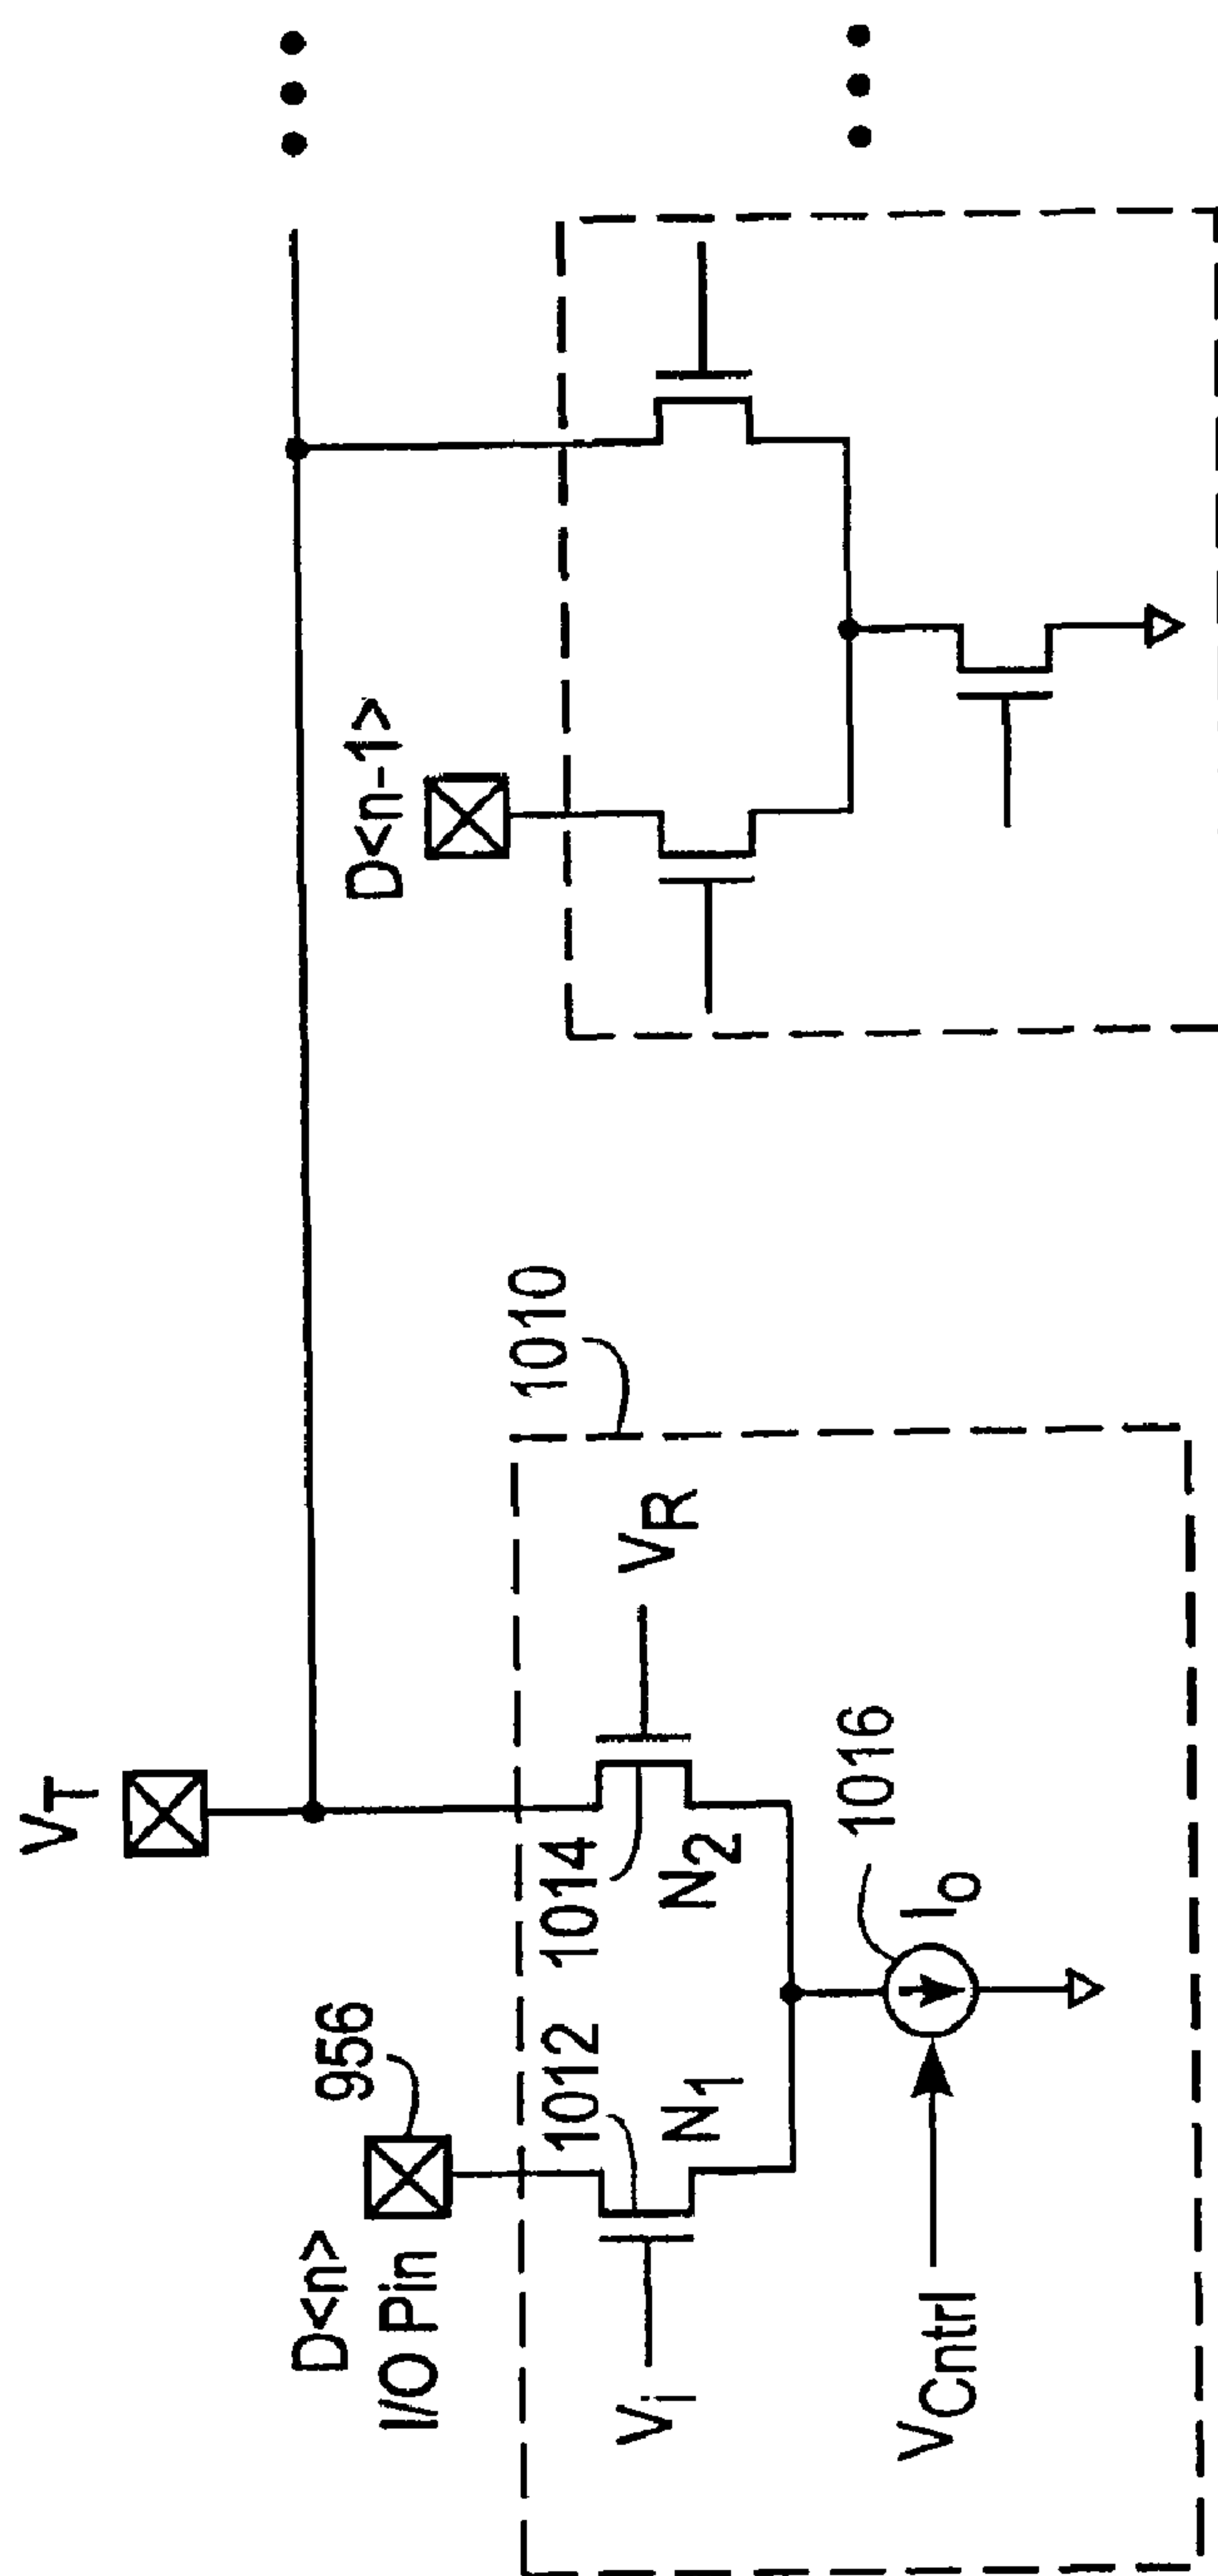 V_T
D<n>
I/O Pin
956
D<n-1>
1010
1012
1014
V_i
N_1
N_2
V_R
1016
I_o
V_Cntrl